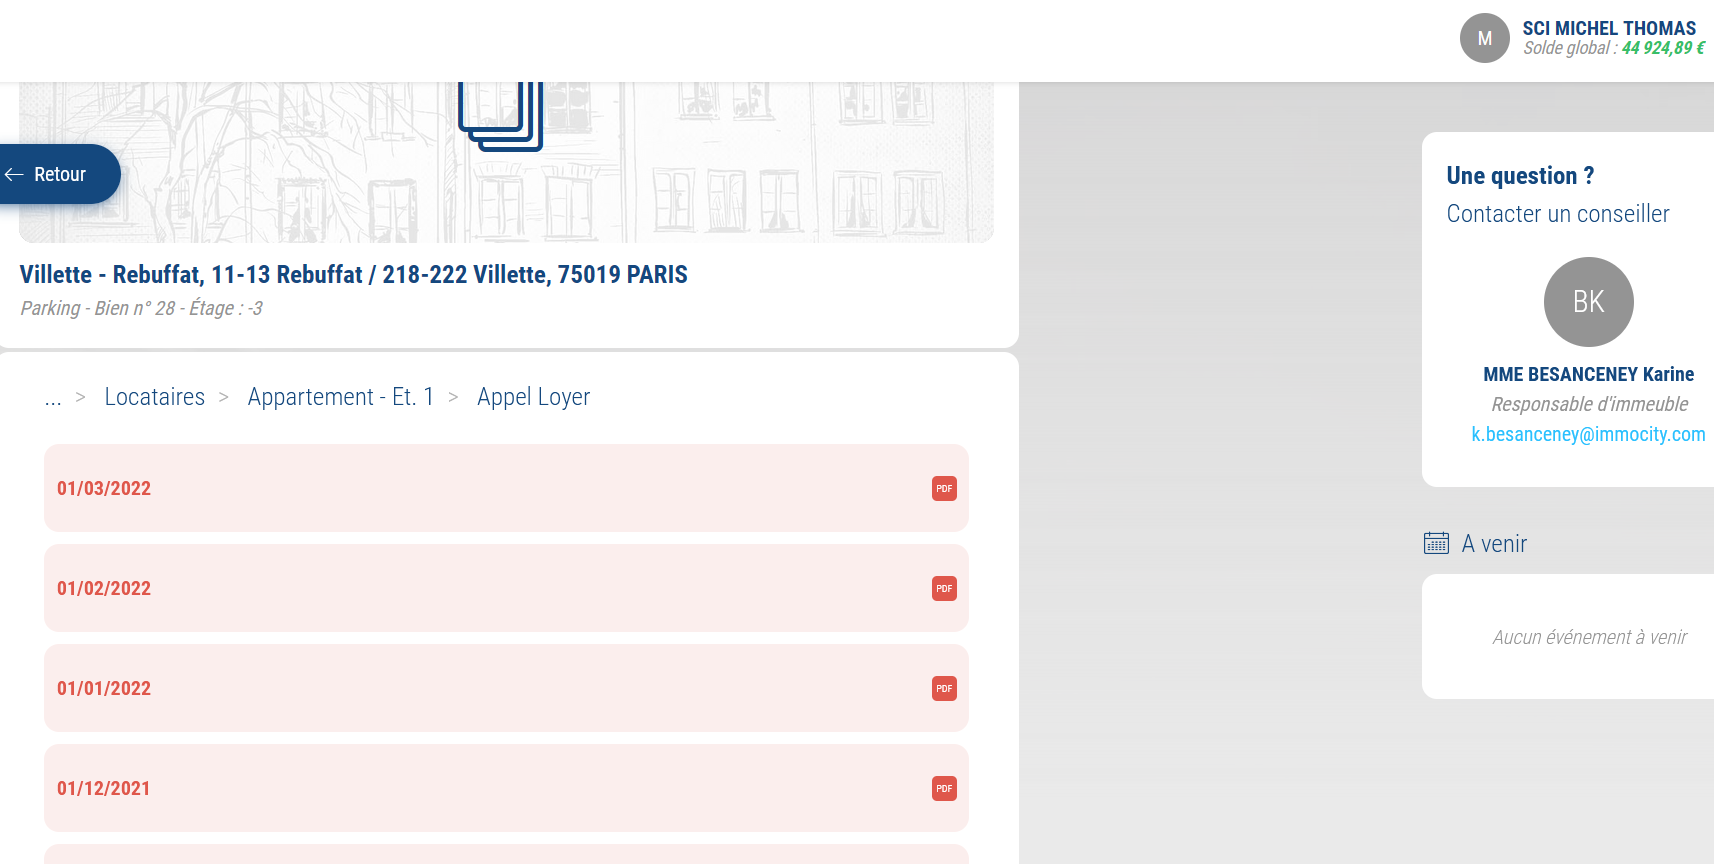 M
SCI MICHEL THOMAS
Solde global : 44 924,89 €
← Retour
Villette - Rebuffat, 11-13 Rebuffat / 218-222 Villette, 75019 PARIS
Parking - Bien n° 28 - Étage : -3
... > Locataires > Appartement - Et. 1 > Appel Loyer
01/03/2022 PDF
01/02/2022 PDF
01/01/2022 PDF
01/12/2021 PDF
Une question ?
Contacter un conseiller
BK
MME BESANCENEY Karine
Responsable d'immeuble
k.besanceney@immocity.com
A venir
Aucun événement à venir